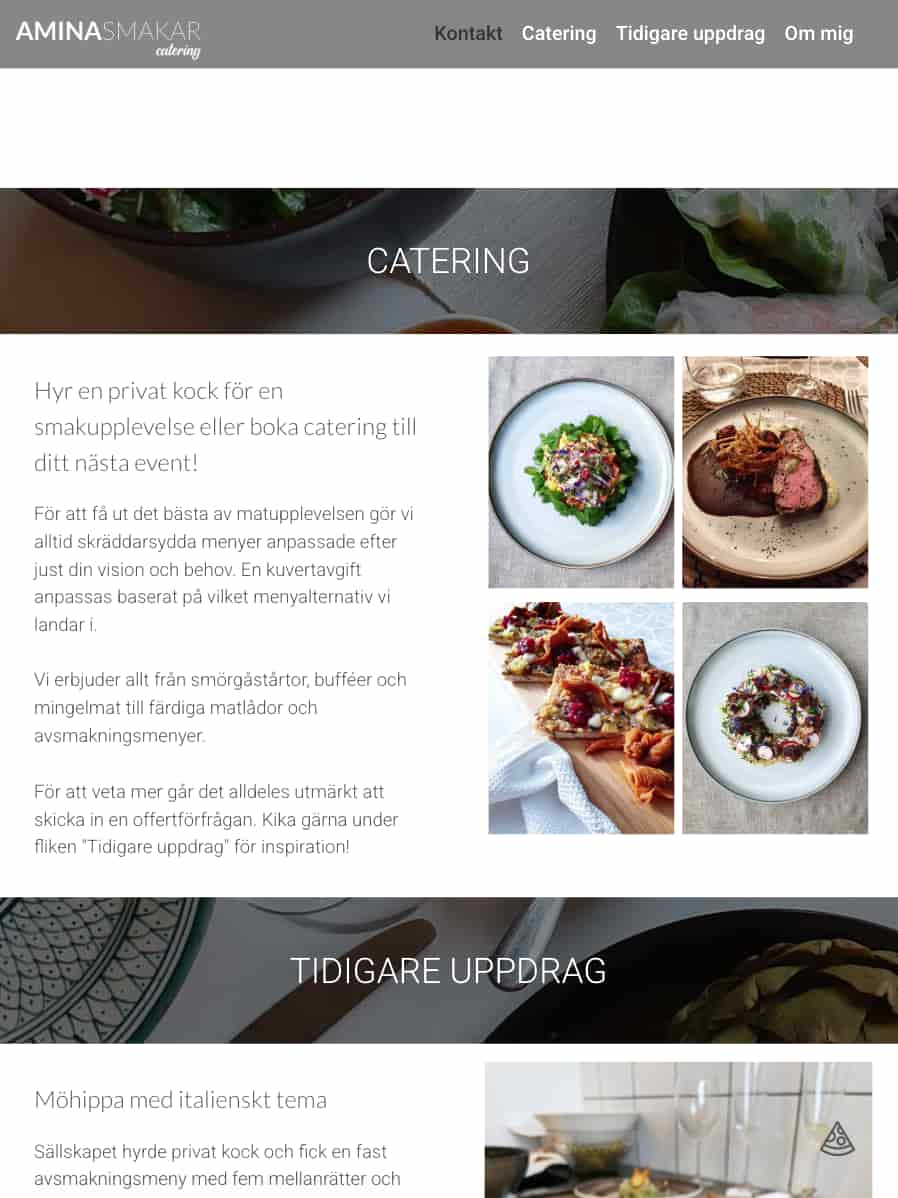 AMINASMAKAR
catering
Kontakt Catering Tidigare uppdrag Om mig
CATERING
Hyr en privat kock för en
smakupplevelse eller boka catering till
ditt nästa event!
För att få ut det bästa av matupplevelsen gör vi
alltid skräddarsydda menyer anpassade efter
just din vision och behov. En kuvertavgift
anpassas baserat på vilket menyalternativ vi
landar i.
Vi erbjuder allt från smörgåstårtor, bufféer och
mingelmat till färdiga matlådor och
avsmakningsmenyer.
För att veta mer går det alldeles utmärkt att
skicka in en offertförfrågan. Kika gärna under
fliken "Tidigare uppdrag" för inspiration!
TIDIGARE UPPDRAG
Möhippa med italienskt tema
Sällskapet hyrde privat kock och fick en fast
avsmakningsmeny med fem mellanrätter och